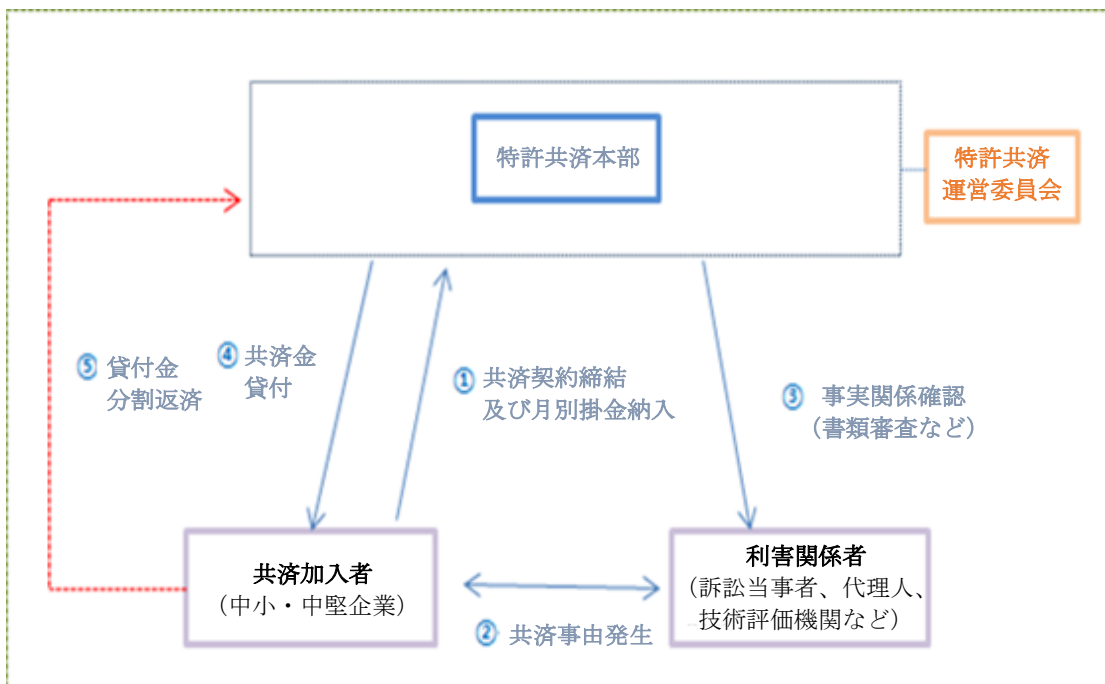 特許共済本部
特許共済
運営委員会
⑤ 貸付金
分割返済
④ 共済金
貸付
① 共済契約締結
及び月別掛金納入
③ 事実関係確認
（書類審査など）
共済加入者
（中小・中堅企業）
利害関係者
（訴訟当事者、代理人、
技術評価機関など）
② 共済事由発生